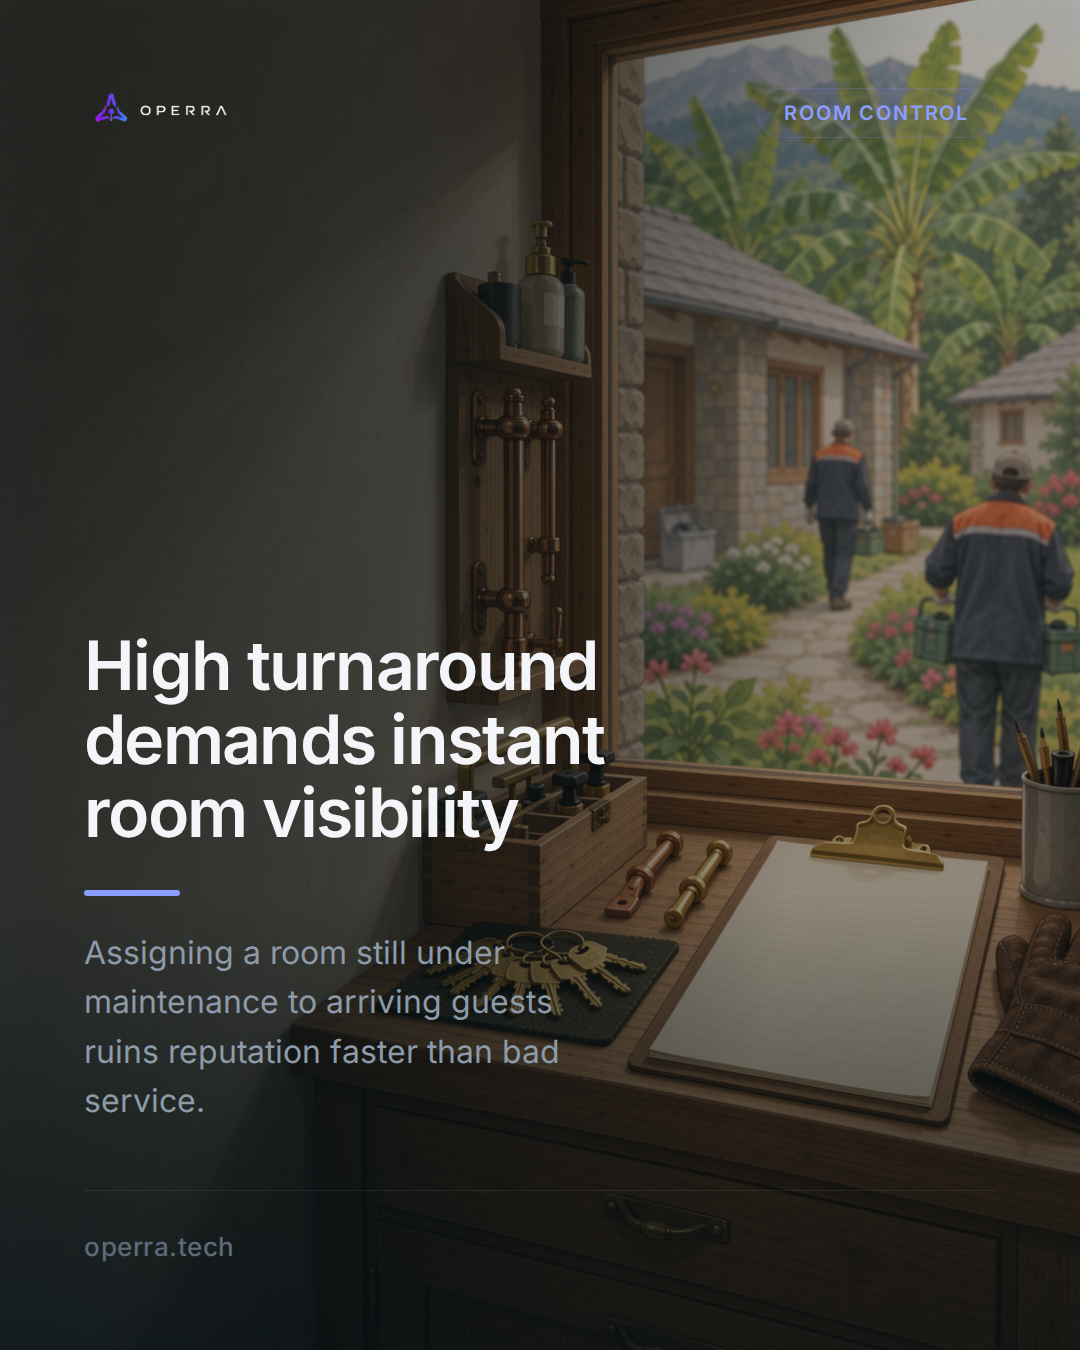 OPERRA
ROOM CONTROL
High turnaround
demands instant
room visibility
Assigning a room still under
maintenance to arriving guests
ruins reputation faster than bad
service.
operra.tech